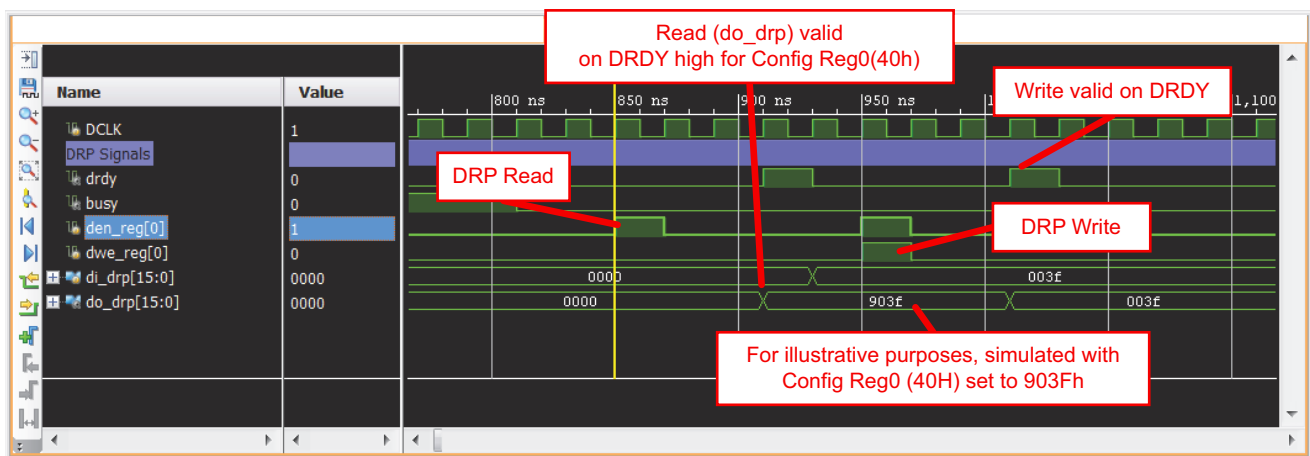 Read (do_drp) valid
on DRDY high for Config Reg0(40h)
Write valid on DRDY
Name Value
800 ns 850 ns 900 ns 950 ns 1,100
DCLK 1
DRP Signals
drdy 0
DRP Read
busy 0
den_reg[0] 1
DRP Write
dwe_reg[0] 0
di_drp[15:0] 0000 0000 003f
do_drp[15:0] 0000 0000 903f 003f
For illustrative purposes, simulated with
Config Reg0 (40H) set to 903Fh